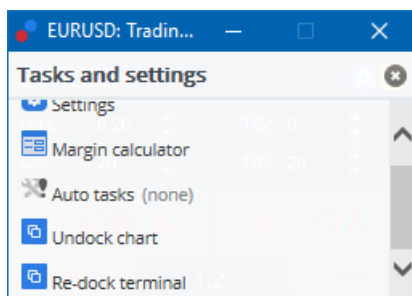 EURUSD: Tradin...
Tasks and settings
Settings
Margin calculator
Auto tasks (none)
Undock chart
Re-dock terminal